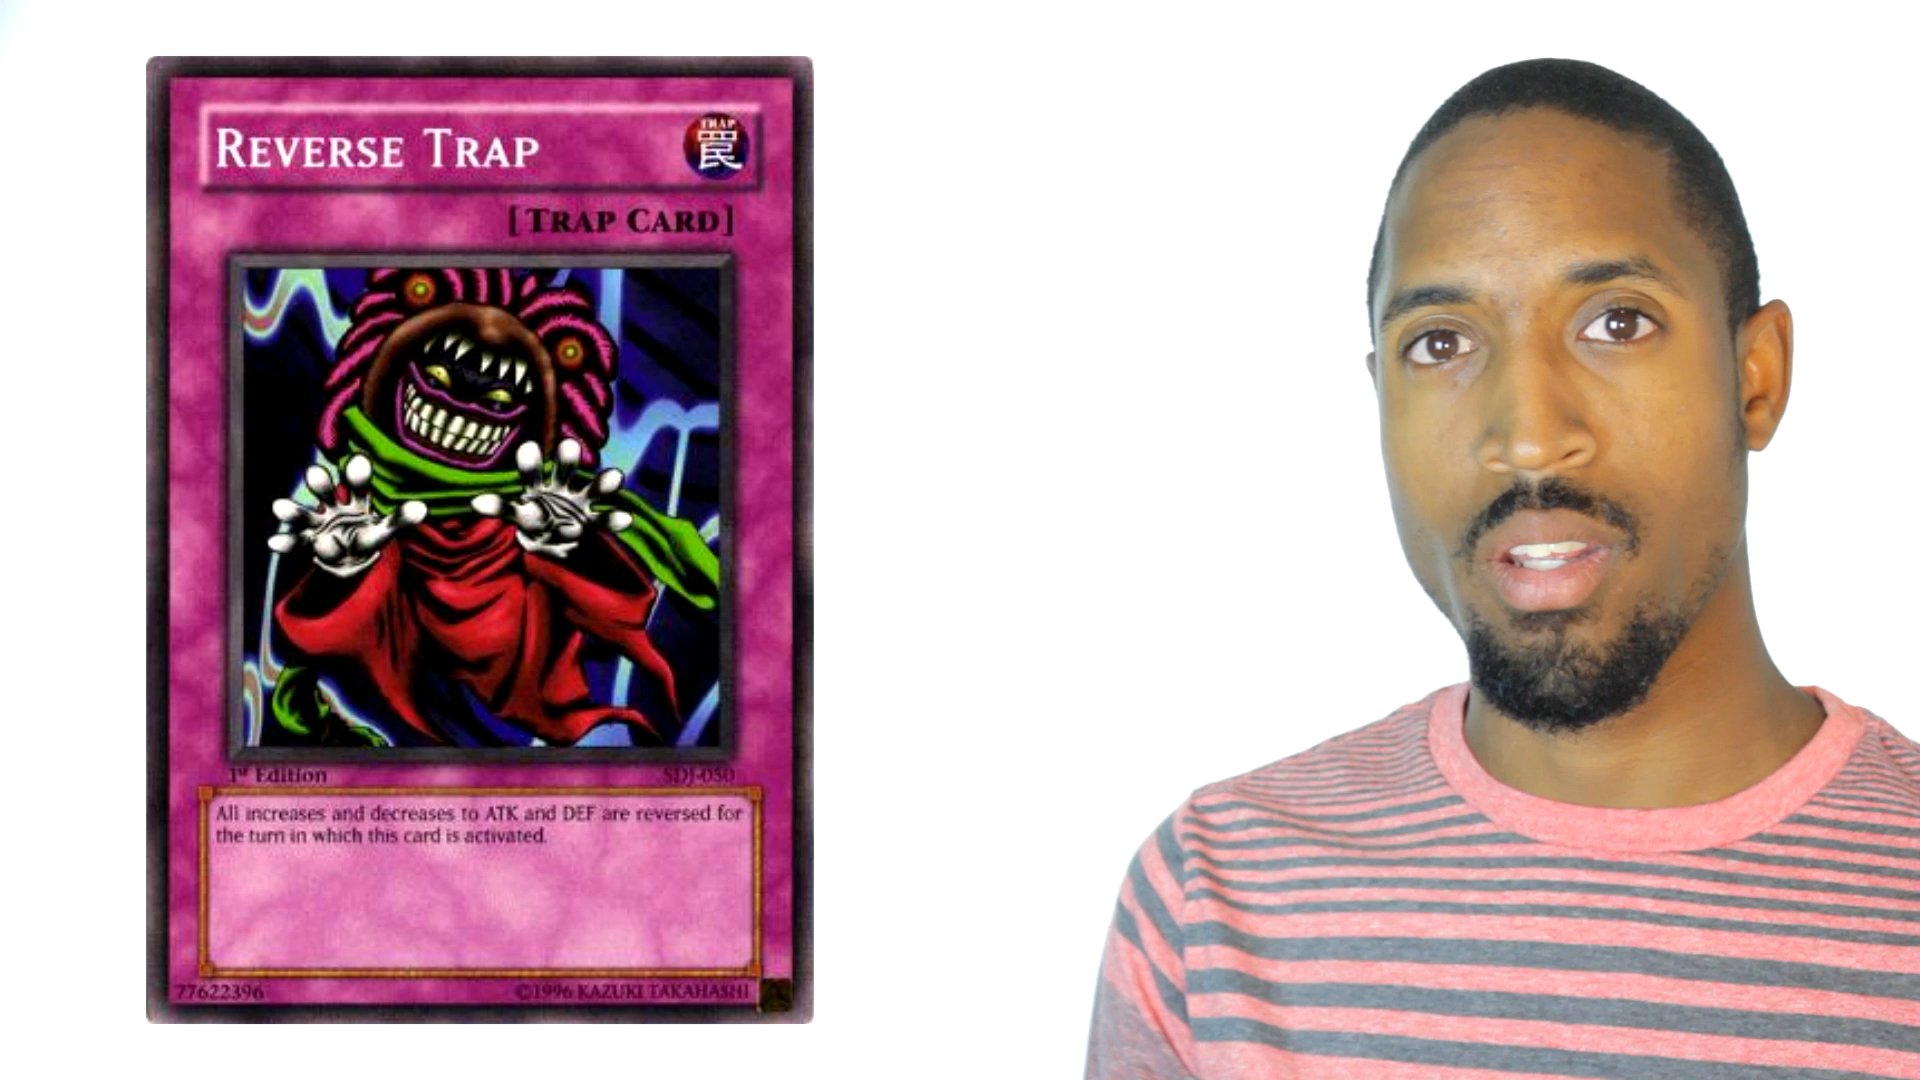 REVERSE TRAP
TRAP
罠
[TRAP CARD]
1st Edition
SDJ-050
All increases and decreases to ATK and DEF are reversed for
the turn in which this card is activated.
77622396
©1996 KAZUKI TAKAHASHI